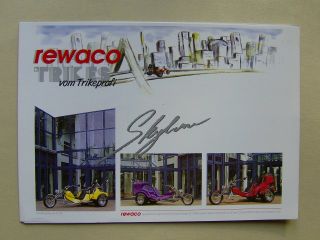 rewaco
TRIKES
vom Trikeprofi
Skyline
rewaco